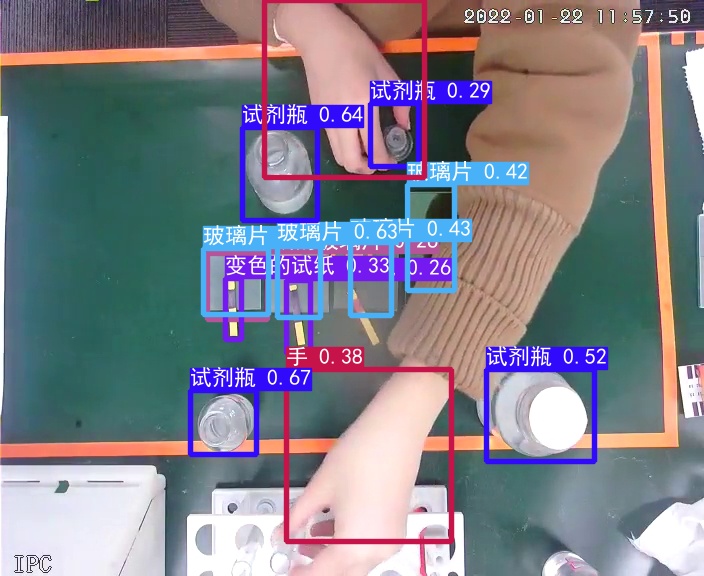 2022-01-22 11:57:50
试剂瓶 0.29
试剂瓶 0.64
玻璃片 0.42
玻璃片
玻璃片 0.63
片 0.43
变色的试纸 0.33
0.26
手 0.38
试剂瓶 0.52
试剂瓶 0.67
IPC